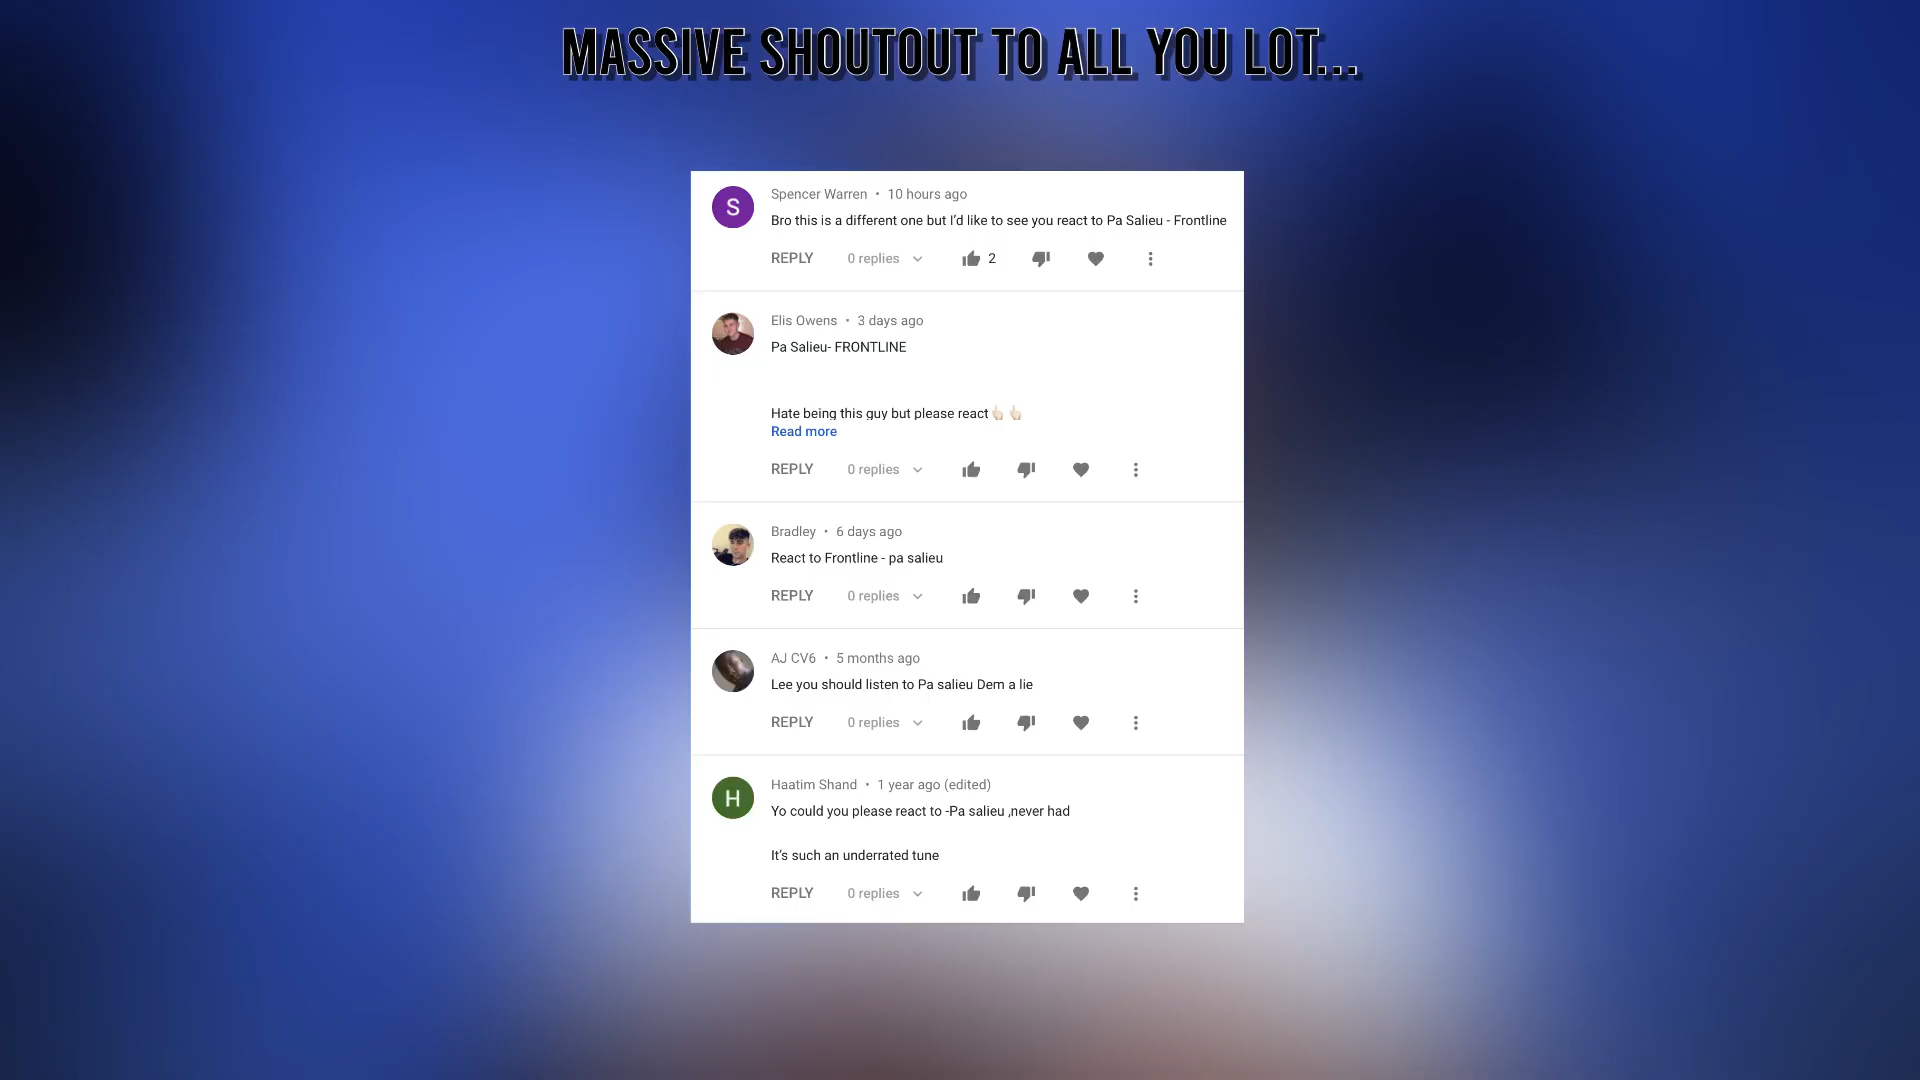 MASSIVE SHOUTOUT TO ALL YOU LOT...
S
Spencer Warren • 10 hours ago
Bro this is a different one but I'd like to see you react to Pa Salieu - Frontline
REPLY 0 replies 2
Elis Owens • 3 days ago
Pa Salieu- FRONTLINE
Hate being this guy but please react👆🏻👆🏻
Read more
REPLY 0 replies
Bradley • 6 days ago
React to Frontline - pa salieu
REPLY 0 replies
AJ CV6 • 5 months ago
Lee you should listen to Pa salieu Dem a lie
REPLY 0 replies
H
Haatim Shand • 1 year ago (edited)
Yo could you please react to -Pa salieu ,never had
It's such an underrated tune
REPLY 0 replies